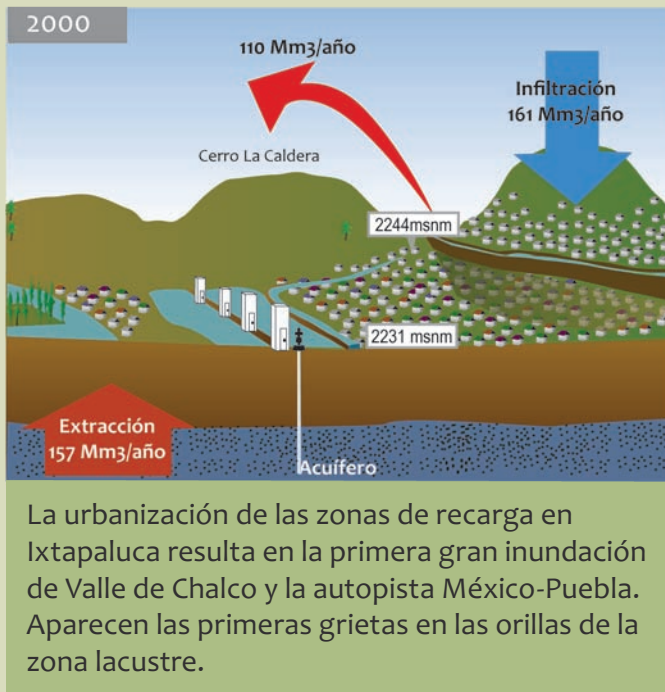 2000
110 Mm3/año
Infiltración
161 Mm3/año
Cerro La Caldera
2244msnm
2231 msnm
Extracción
157 Mm3/año
Acuífero
La urbanización de las zonas de recarga en
Ixtapaluca resulta en la primera gran inundación
de Valle de Chalco y la autopista México-Puebla.
Aparecen las primeras grietas en las orillas de la
zona lacustre.